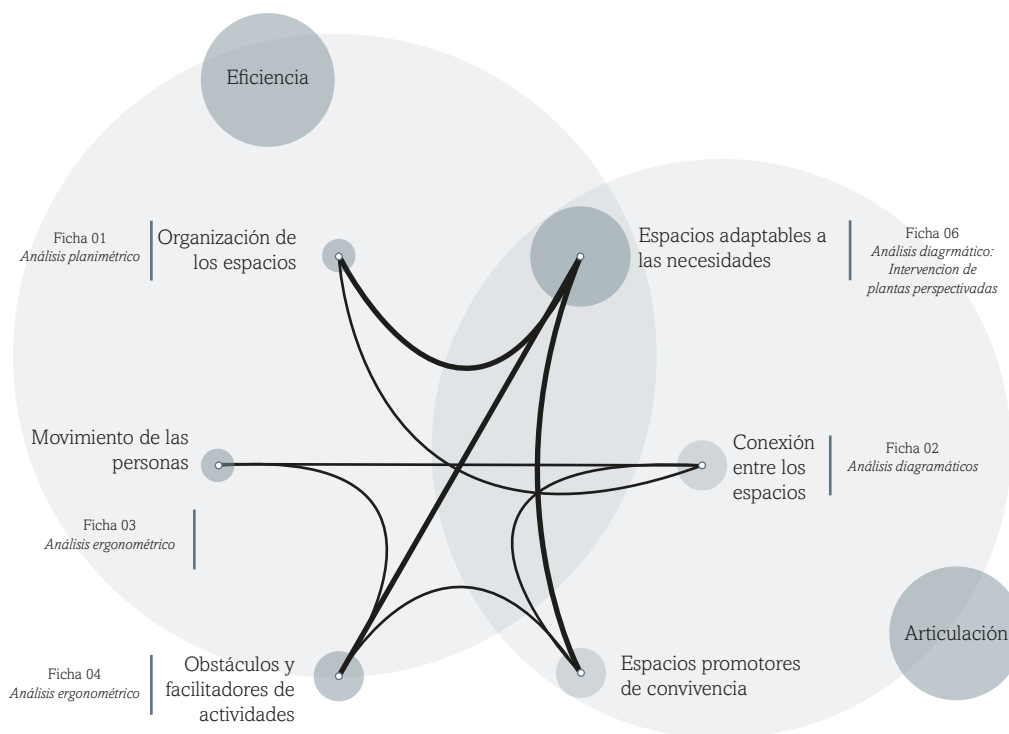 Eficiencia
Ficha 01
Análisis planimétrico
Organización de
los espacios
Espacios adaptables a
las necesidades
Ficha 06
Análisis diagrmático:
Intervencion de
plantas perspectivadas
Movimiento de las
personas
Conexión
entre los
espacios
Ficha 02
Análisis diagramáticos
Ficha 03
Análisis ergonométrico
Articulación
Ficha 04
Análisis ergonométrico
Obstáculos y
facilitadores de
actividades
Espacios promotores
de convivencia